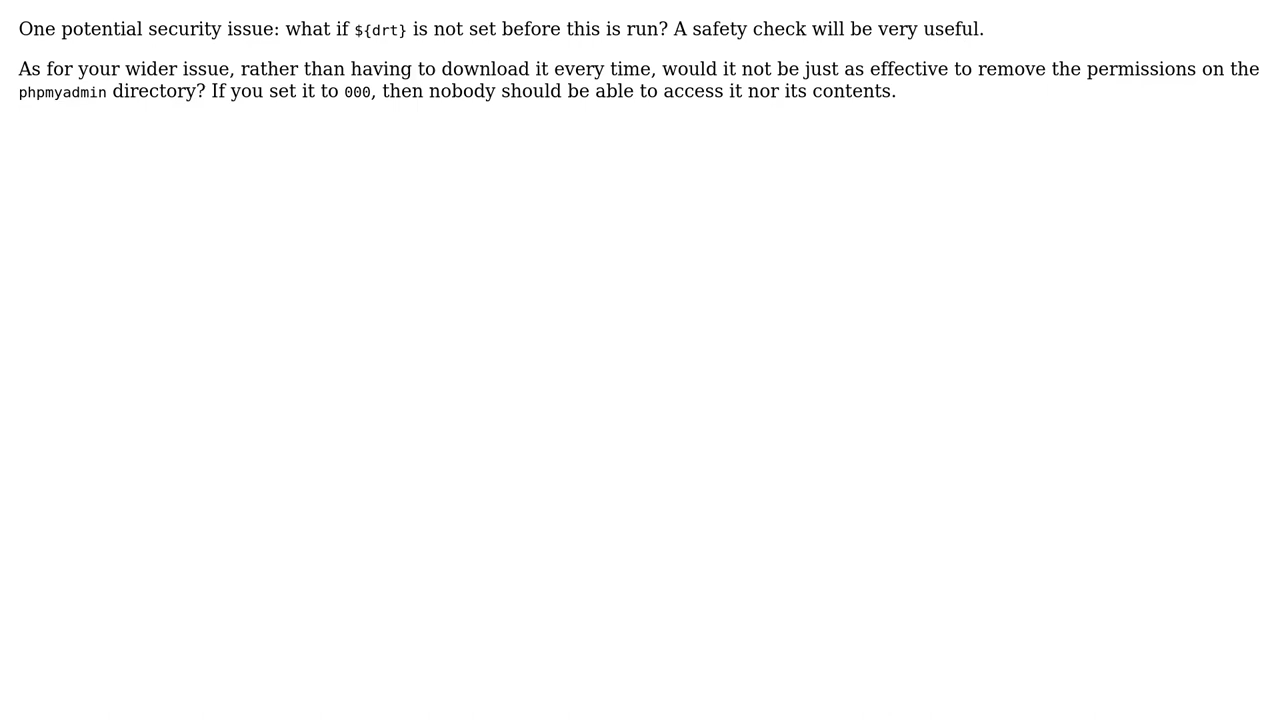 One potential security issue: what if ${drt} is not set before this is run? A safety check will be very useful.
As for your wider issue, rather than having to download it every time, would it not be just as effective to remove the permissions on the
phpmyadmin directory? If you set it to 000, then nobody should be able to access it nor its contents.